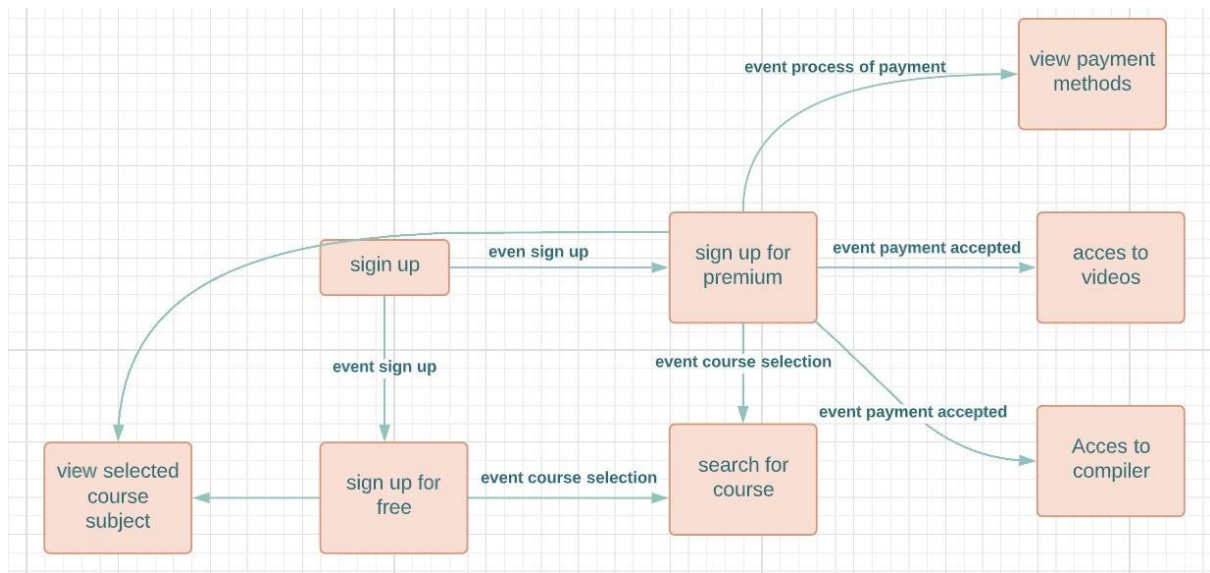 event process of payment
view payment
methods
sigin up
even sign up
sign up for
premium
event payment accepted
acces to
videos
event sign up
event course selection
event payment accepted
view selected
course
subject
sign up for
free
event course selection
search for
course
Acces to
compiler